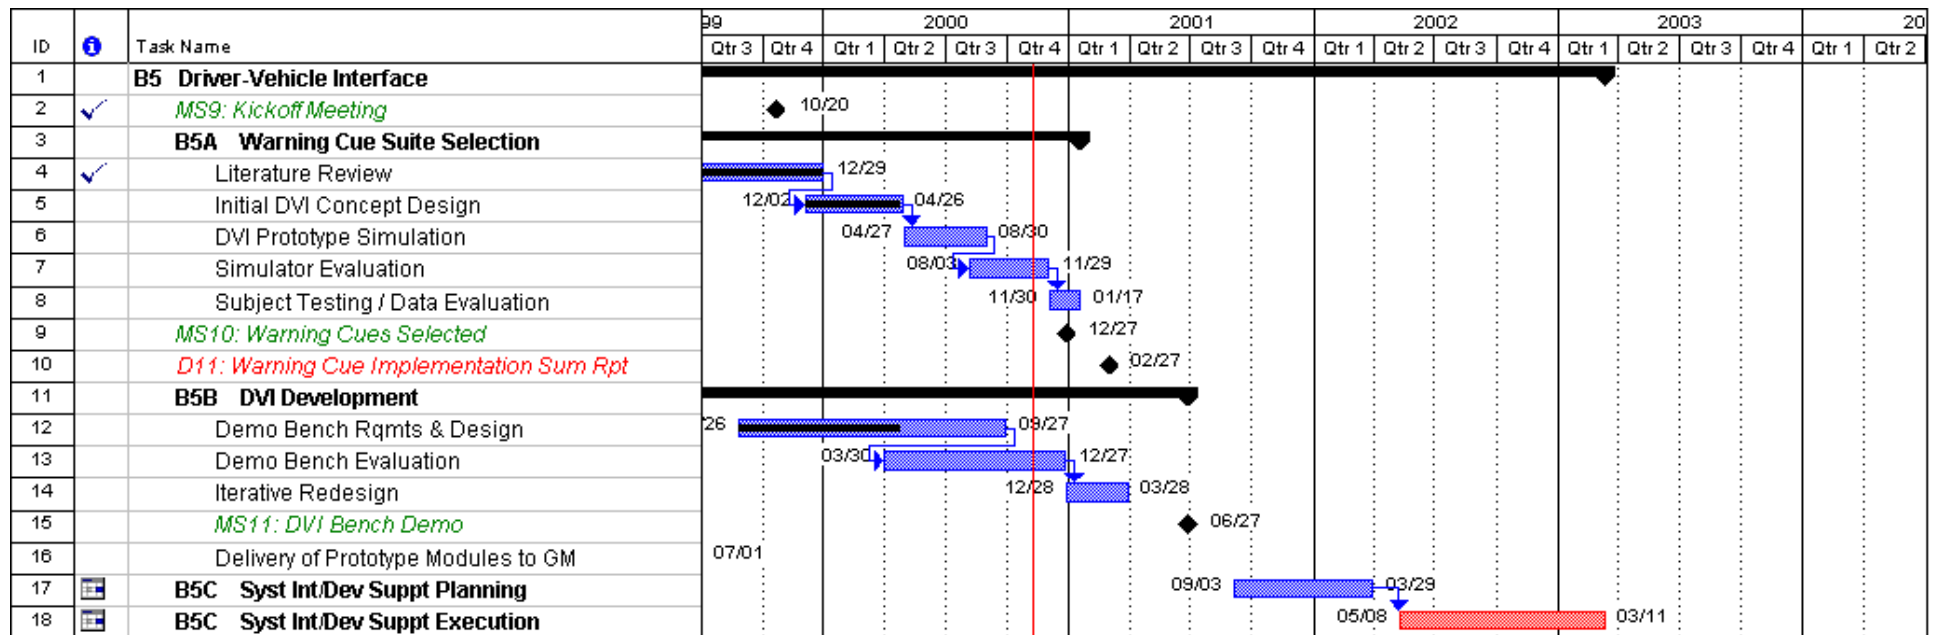 99 2000 2001 2002 2003 20
ID Task Name Qtr 3 Qtr 4 Qtr 1 Qtr 2 Qtr 3 Qtr 4 Qtr 1 Qtr 2 Qtr 3 Qtr 4 Qtr 1 Qtr 2 Qtr 3 Qtr 4 Qtr 1 Qtr 2 Qtr 3 Qtr 4 Qtr 1 Qtr 2
1 B5 Driver-Vehicle Interface
2 MS9: Kickoff Meeting 10/20
3 B5A Warning Cue Suite Selection
4 Literature Review 12/29
5 Initial DVI Concept Design 12/02 04/26
6 DVI Prototype Simulation 04/27 08/30
7 Simulator Evaluation 08/03 11/29
8 Subject Testing / Data Evaluation 11/30 01/17
9 MS10: Warning Cues Selected 12/27
10 D11: Warning Cue Implementation Sum Rpt 02/27
11 B5B DVI Development
12 Demo Bench Rqmts & Design /26 09/27
13 Demo Bench Evaluation 03/30 12/27
14 Iterative Redesign 12/28 03/28
15 MS11: DVI Bench Demo 06/27
16 Delivery of Prototype Modules to GM 07/01
17 B5C Syst Int/Dev Suppt Planning 09/03 03/29
18 B5C Syst Int/Dev Suppt Execution 05/08 03/11